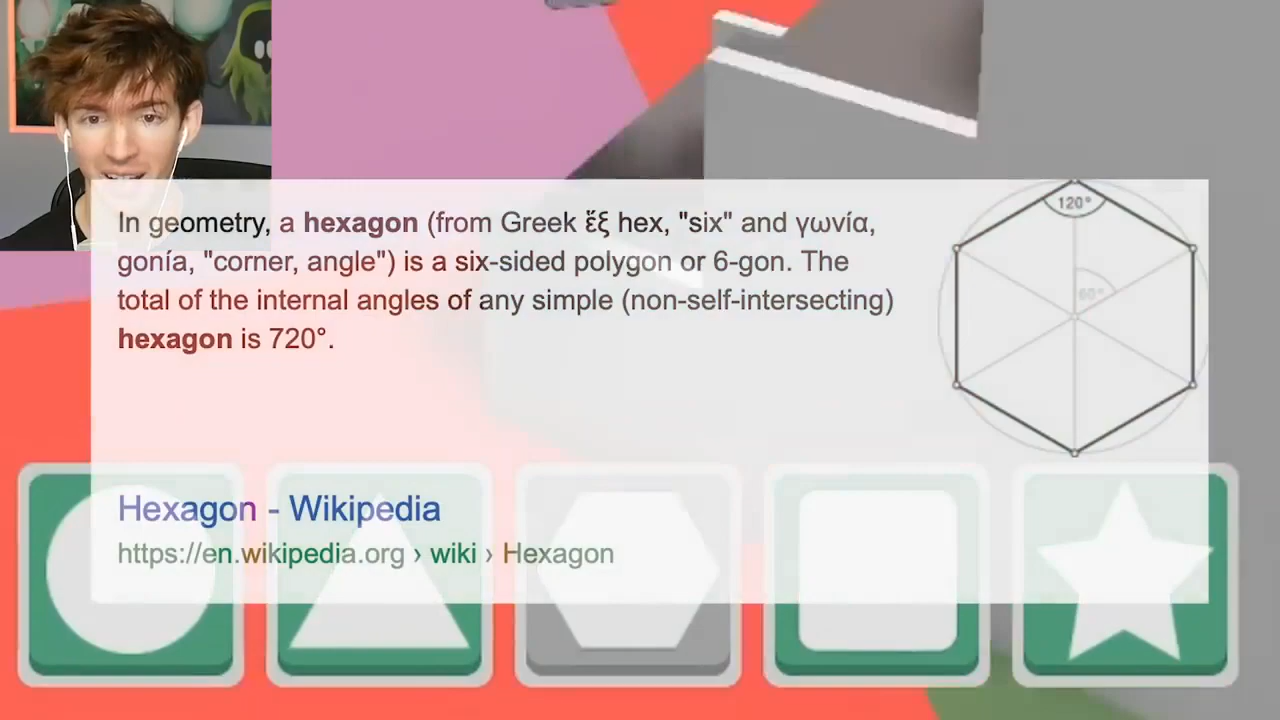 In geometry, a hexagon (from Greek ἕξ hex, "six" and γωνία,
gonía, "corner, angle") is a six-sided polygon or 6-gon. The
total of the internal angles of any simple (non-self-intersecting)
hexagon is 720°.
120°
60°
Hexagon - Wikipedia
https://en.wikipedia.org › wiki › Hexagon